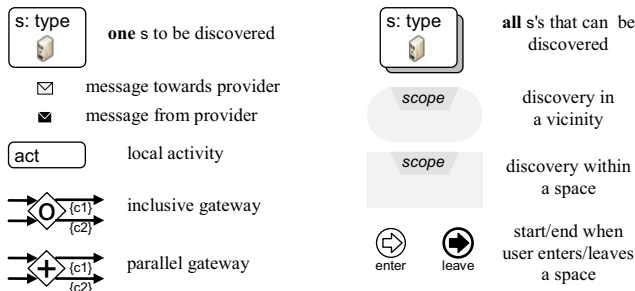 s: type
one s to be discovered
message towards provider
message from provider
act
local activity
O
{c1}
{c2}
inclusive gateway
+
{c1}
{c2}
parallel gateway
s: type
all s's that can be
discovered
scope
discovery in
a vicinity
scope
discovery within
a space
enter
leave
start/end when
user enters/leaves
a space